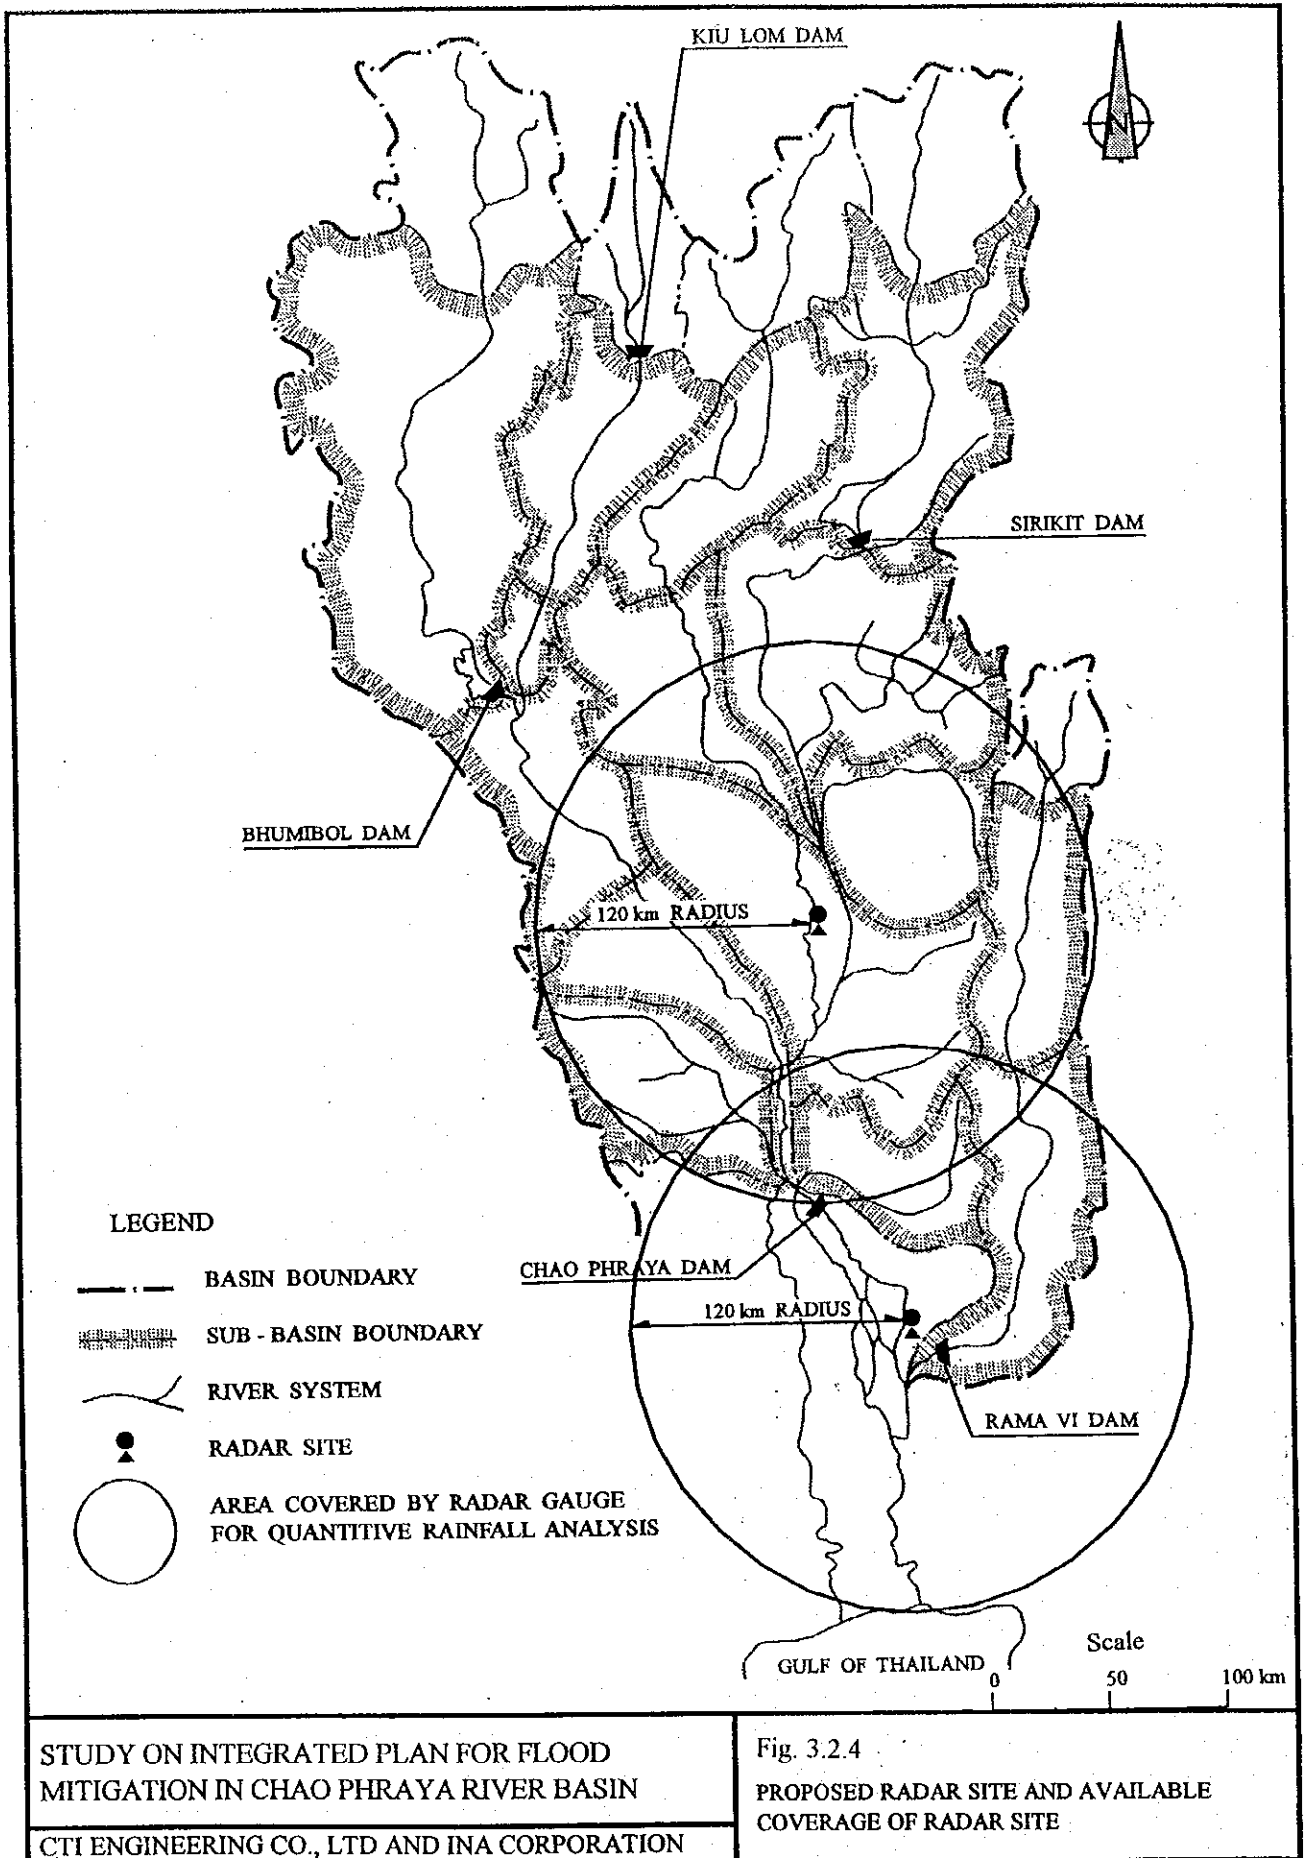 KIU LOM DAM
N
SIRIKIT DAM
BHUMIBOL DAM
120 km RADIUS
LEGEND
BASIN BOUNDARY
SUB - BASIN BOUNDARY
RIVER SYSTEM
RADAR SITE
AREA COVERED BY RADAR GAUGE
FOR QUANTITIVE RAINFALL ANALYSIS
CHAO PHRAYA DAM
120 km RADIUS
RAMA VI DAM
GULF OF THAILAND
Scale
0 50 100 km
STUDY ON INTEGRATED PLAN FOR FLOOD
MITIGATION IN CHAO PHRAYA RIVER BASIN
CTI ENGINEERING CO., LTD AND INA CORPORATION
Fig. 3.2.4
PROPOSED RADAR SITE AND AVAILABLE
COVERAGE OF RADAR SITE